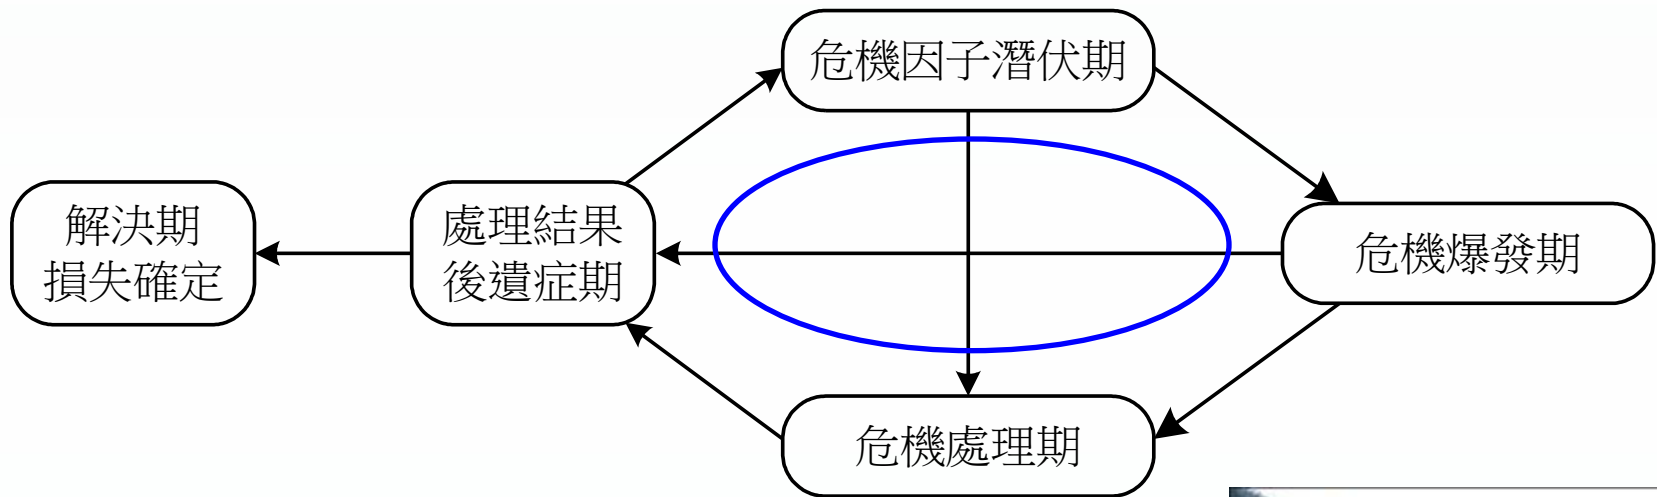 危機因子潛伏期
解決期
損失確定
處理結果
後遺症期
危機爆發期
危機處理期